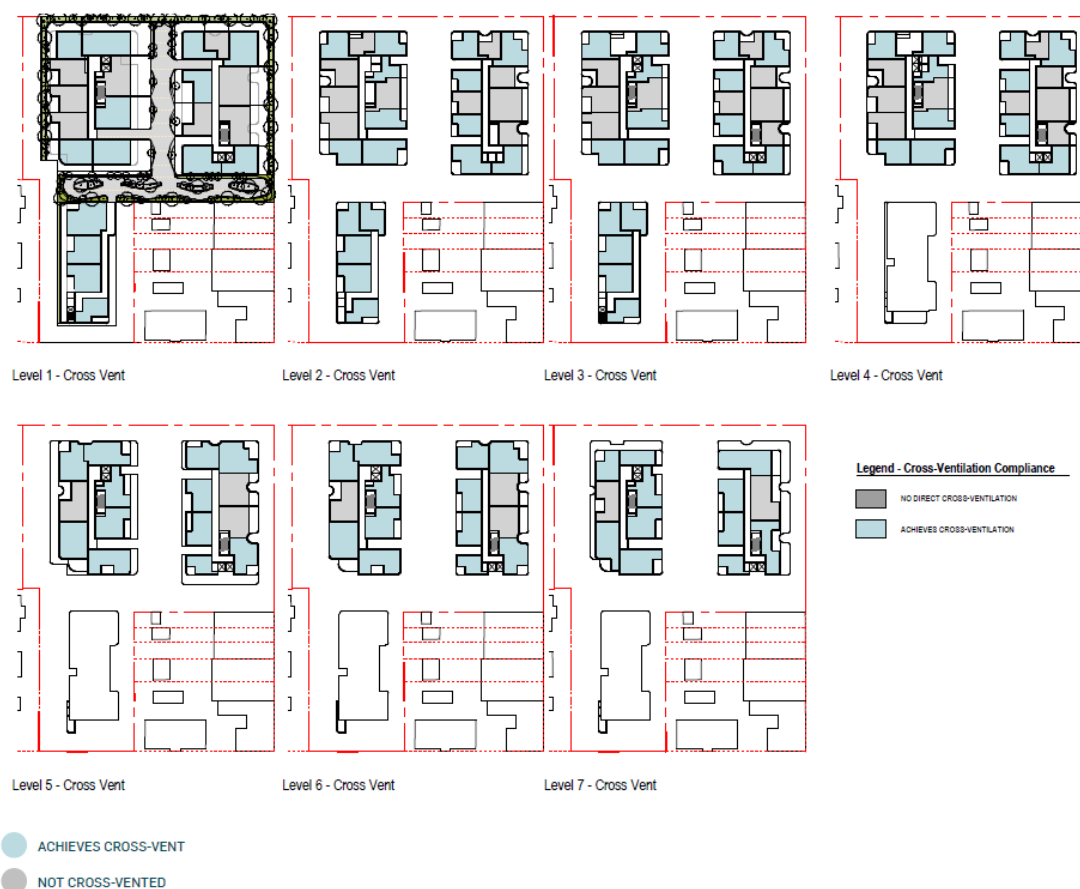 Level 1 - Cross Vent
Level 2 - Cross Vent
Level 3 - Cross Vent
Level 4 - Cross Vent
Legend - Cross-Ventilation Compliance
NO DIRECT CROSS-VENTILATION
ACHIEVES CROSS-VENTILATION
Level 5 - Cross Vent
Level 6 - Cross Vent
Level 7 - Cross Vent
ACHIEVES CROSS-VENT
NOT CROSS-VENTED